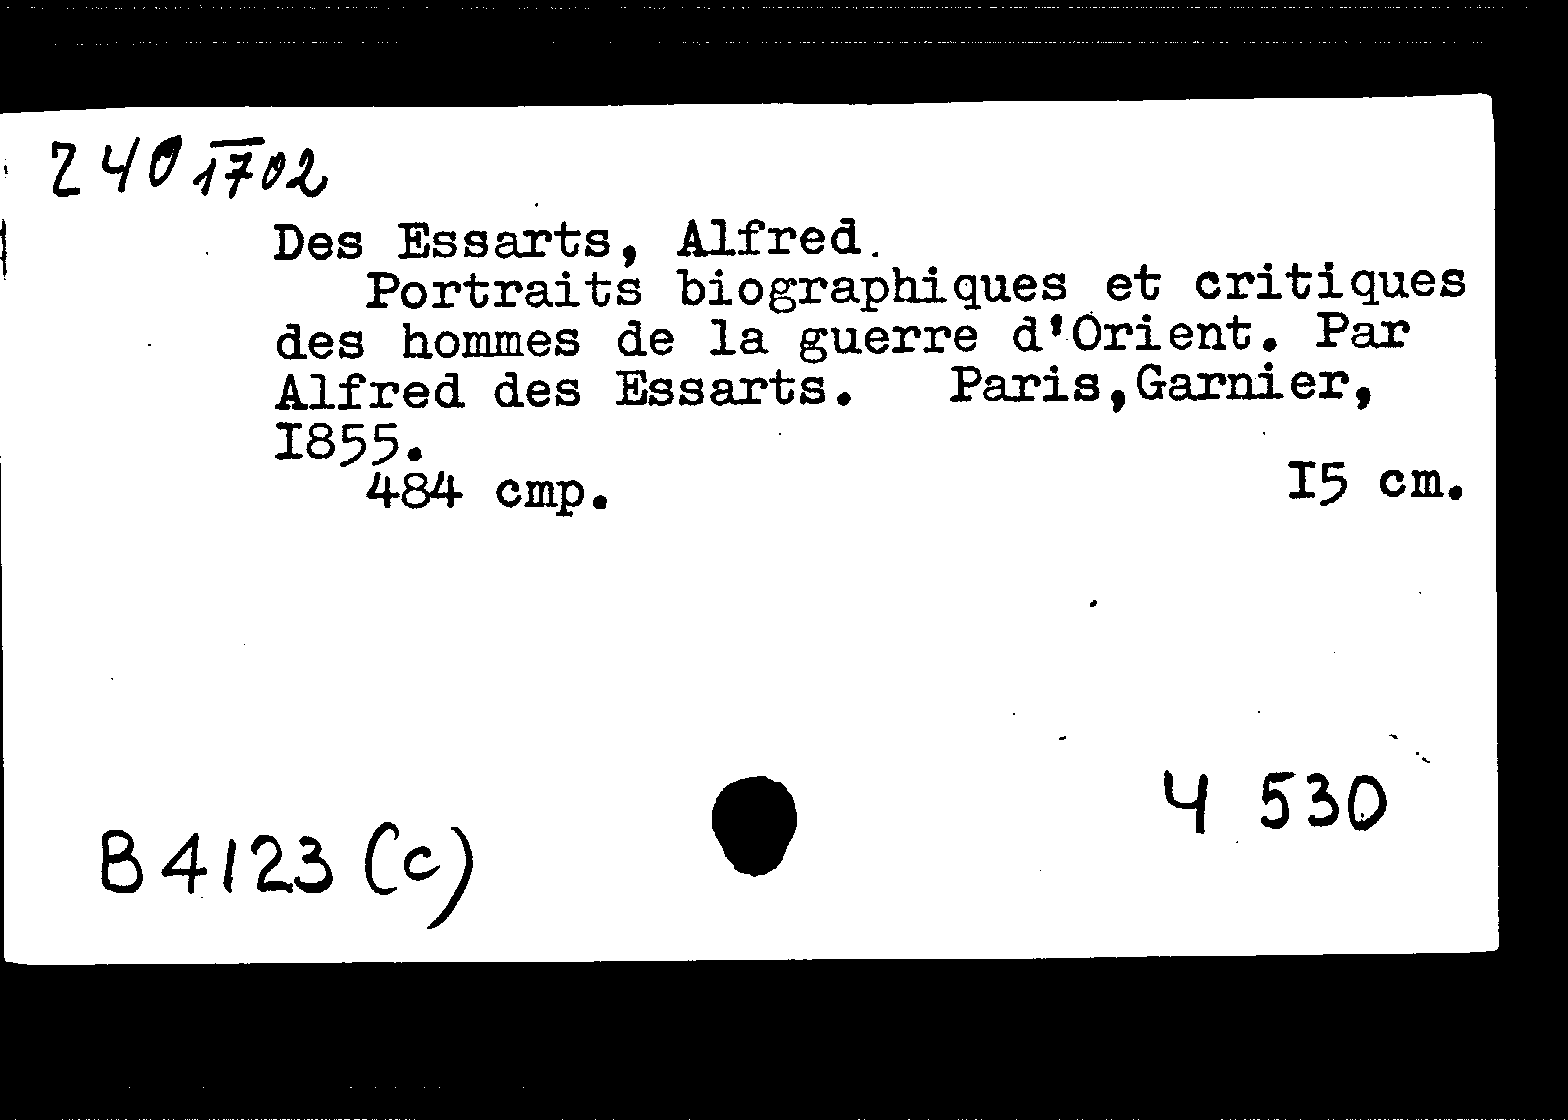 240 1702
Des Essarts, Alfred.
Portraits biographiques et critiques
des hommes de la guerre d'Orient. Par
Alfred des Essarts. Paris,Garnier,
I855.
484 cmp. I5 cm.
4 530
B4123 (c)